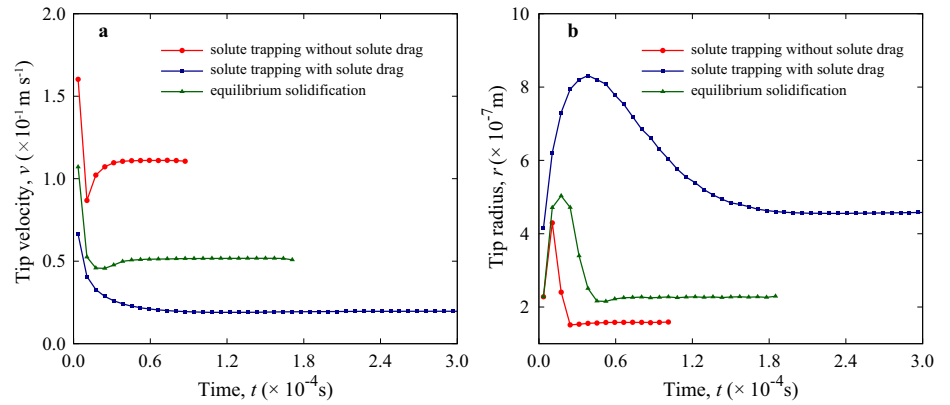 a
solute trapping without solute drag
solute trapping with solute drag
equilibrium solidification
Tip velocity, v (× 10⁻¹ m s⁻¹)
2.0
1.6
1.2
0.8
0.5
0.0
0.0 0.6 1.2 1.8 2.4 3.0
Time, t (× 10⁻⁴s)
b
solute trapping without solute drag
solute trapping with solute drag
equilibrium solidification
Tip radius, r (× 10⁻⁷m)
10
8
6
4
2
0.0 0.6 1.2 1.8 2.4 3.0
Time, t (× 10⁻⁴s)